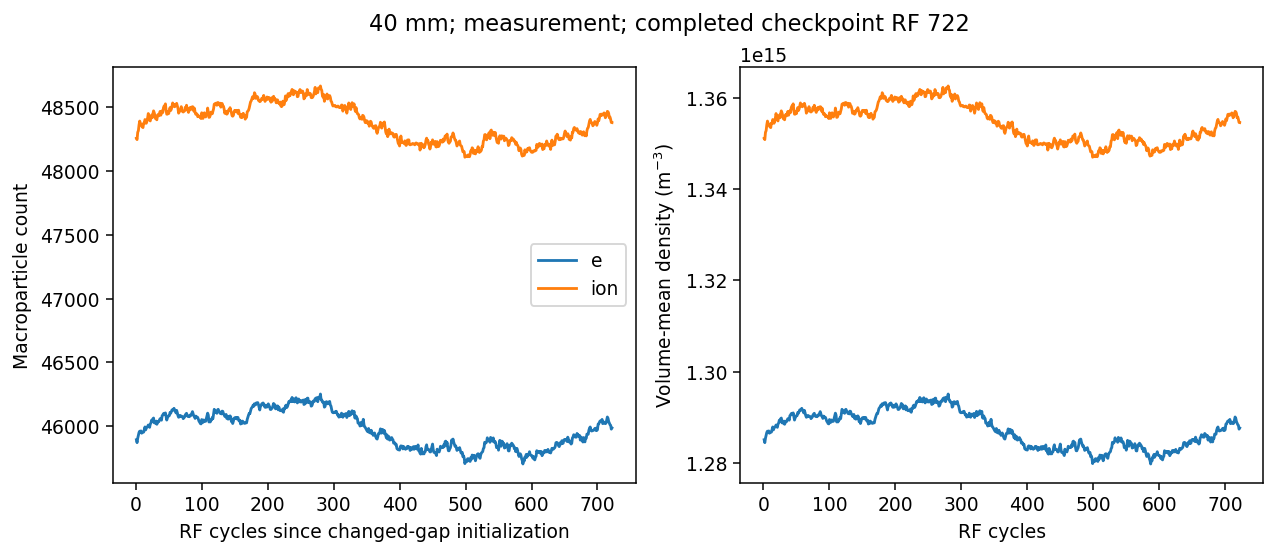 40 mm; measurement; completed checkpoint RF 722
Macroparticle count
48500
48000
47500
47000
46500
46000
0 100 200 300 400 500 600 700
RF cycles since changed-gap initialization
e
ion
1e15
Volume-mean density (m⁻³)
1.36
1.34
1.32
1.30
1.28
0 100 200 300 400 500 600 700
RF cycles